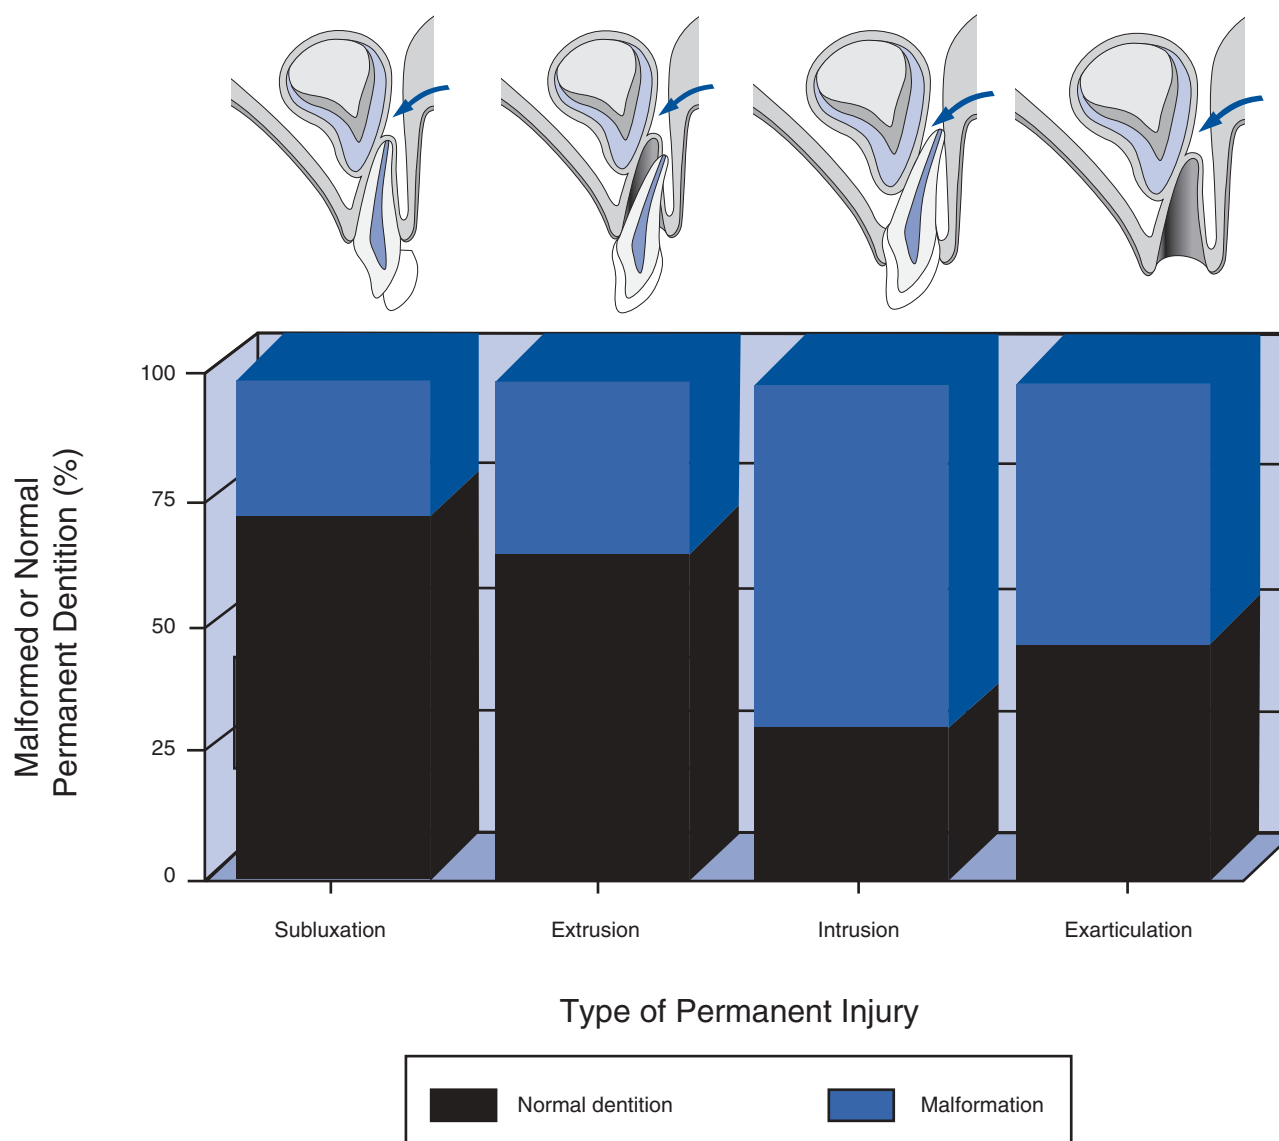 Malformed or Normal
Permanent Dentition (%)
100
75
50
25
0
Subluxation
Extrusion
Intrusion
Exarticulation
Type of Permanent Injury
Normal dentition
Malformation